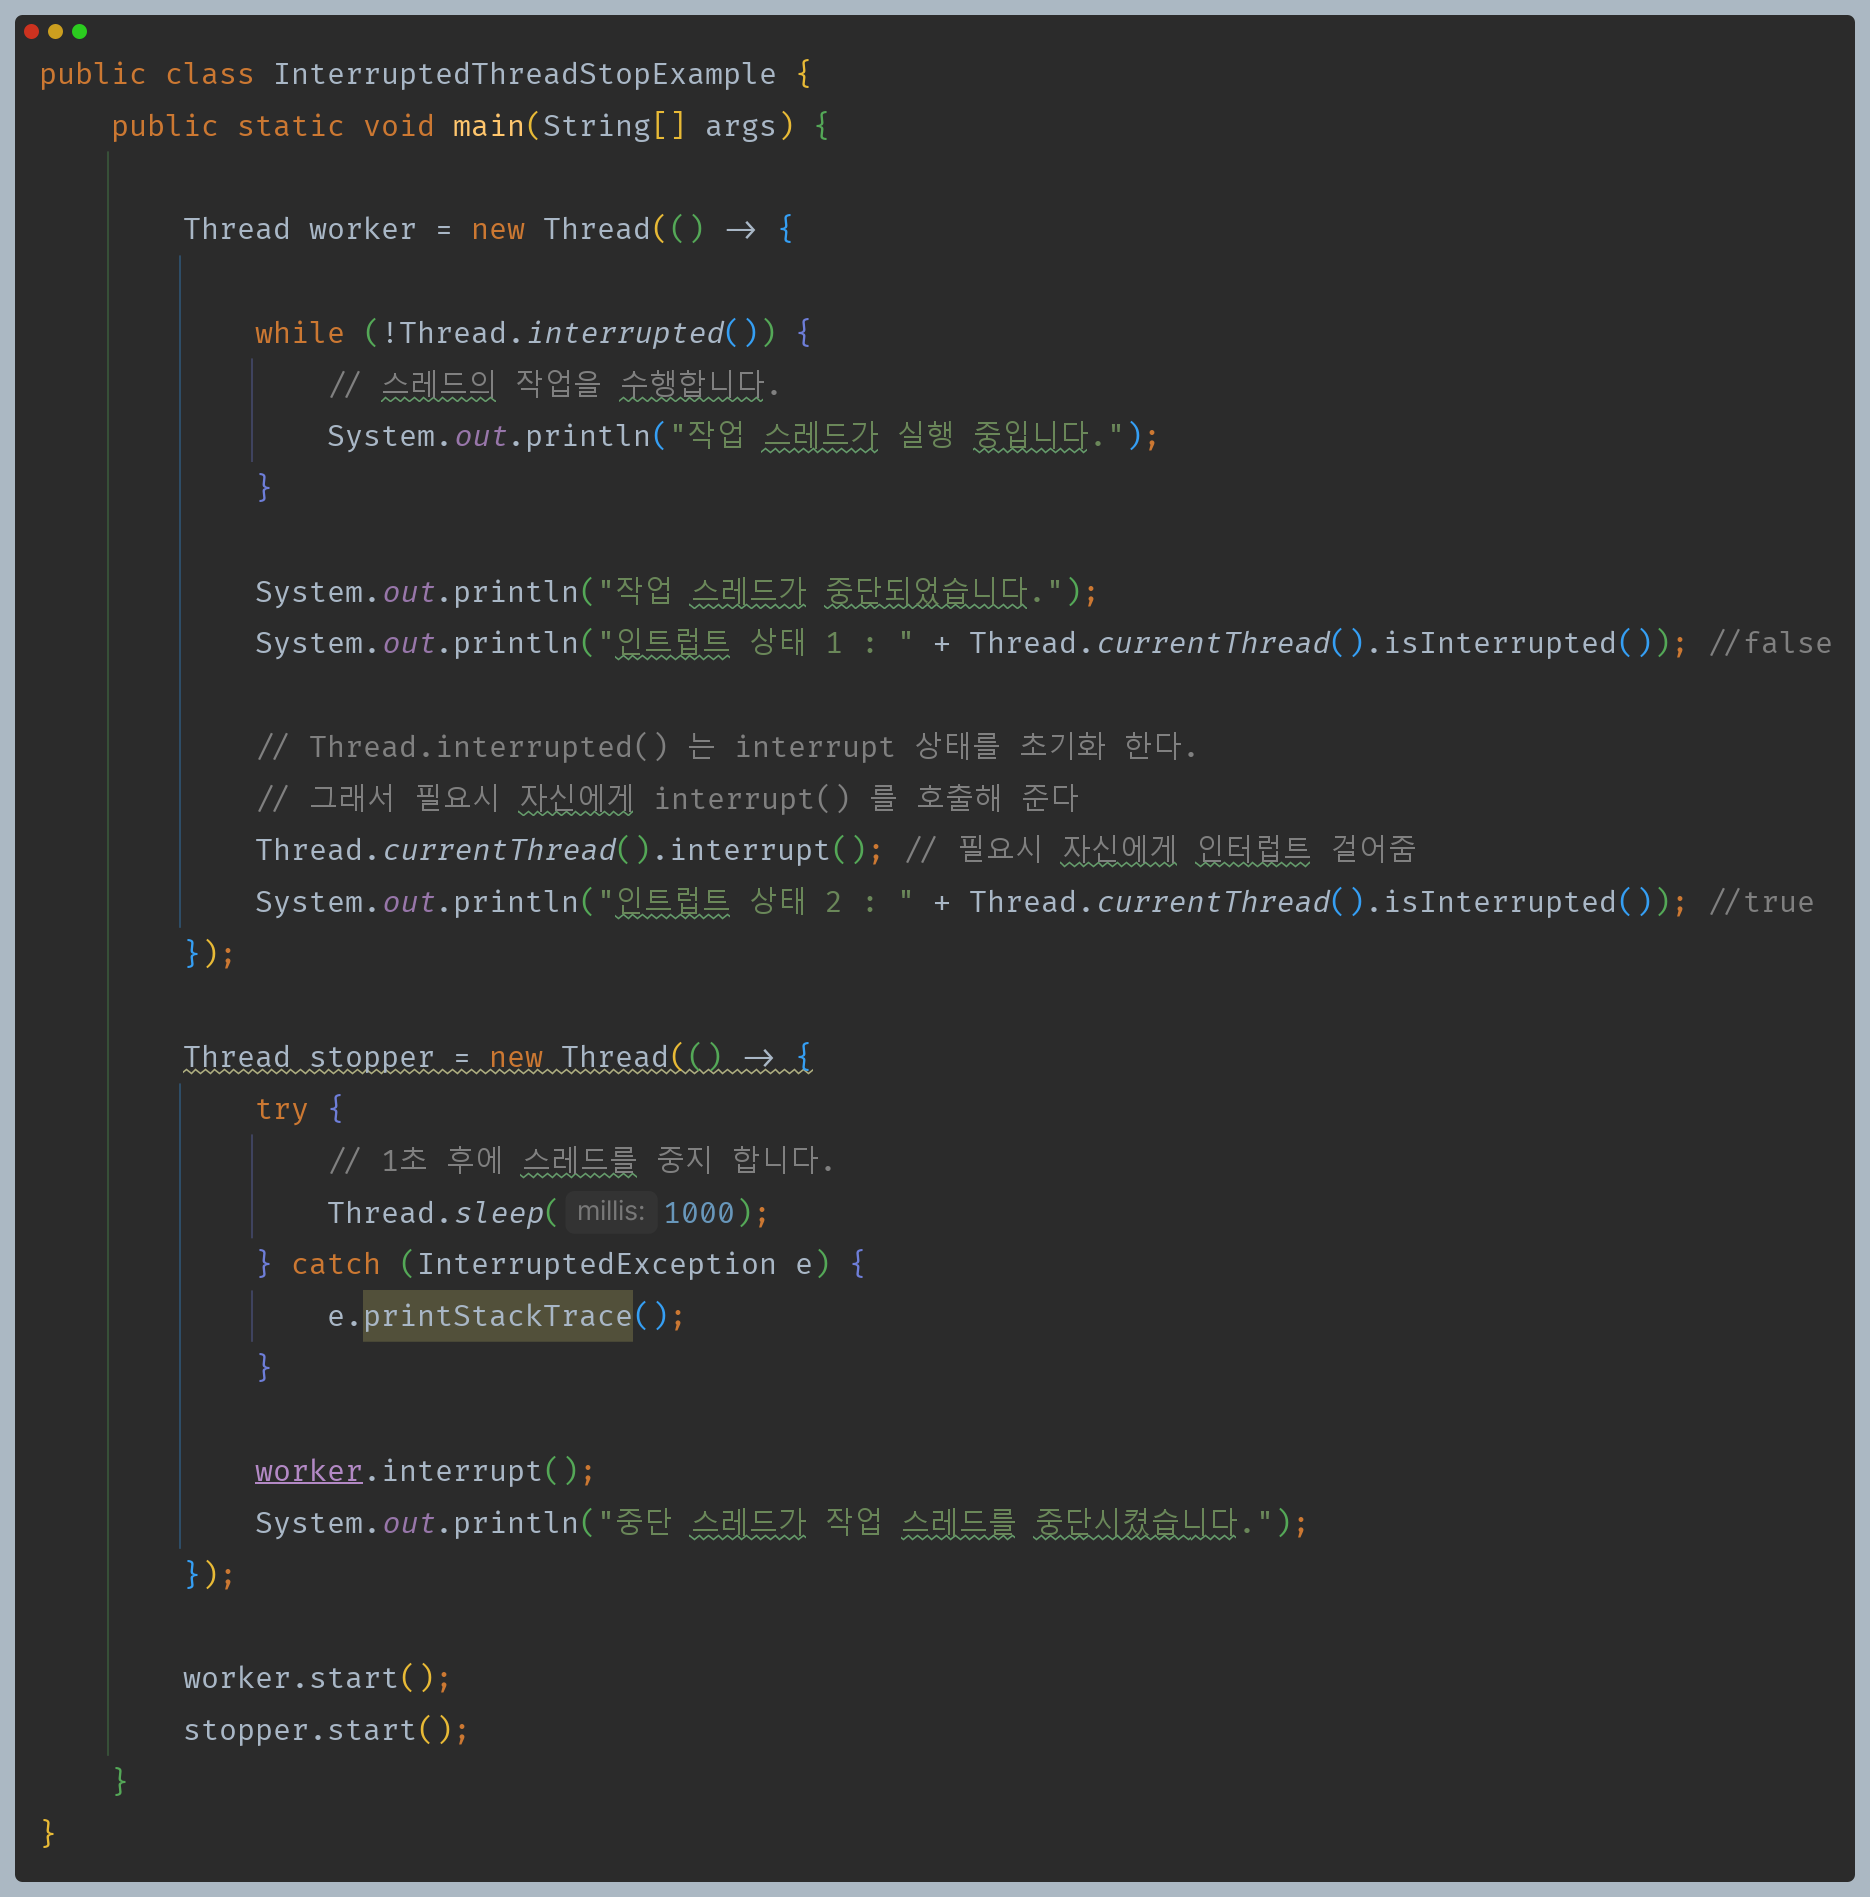 public class InterruptedThreadStopExample {
public static void main(String[] args) {
Thread worker = new Thread(() -> {
while (!Thread.interrupted()) {
// 스레드의 작업을 수행합니다.
System.out.println("작업 스레드가 실행 중입니다.");
}
System.out.println("작업 스레드가 중단되었습니다.");
System.out.println("인트럽트 상태 1 : " + Thread.currentThread().isInterrupted()); //false
// Thread.interrupted() 는 interrupt 상태를 초기화 한다.
// 그래서 필요시 자신에게 interrupt() 를 호출해 준다
Thread.currentThread().interrupt(); // 필요시 자신에게 인터럽트 걸어줌
System.out.println("인트럽트 상태 2 : " + Thread.currentThread().isInterrupted()); //true
});
Thread stopper = new Thread(() -> {
try {
// 1초 후에 스레드를 중지 합니다.
Thread.sleep( millis: 1000);
} catch (InterruptedException e) {
e.printStackTrace();
}
worker.interrupt();
System.out.println("중단 스레드가 작업 스레드를 중단시켰습니다.");
});
worker.start();
stopper.start();
}
}